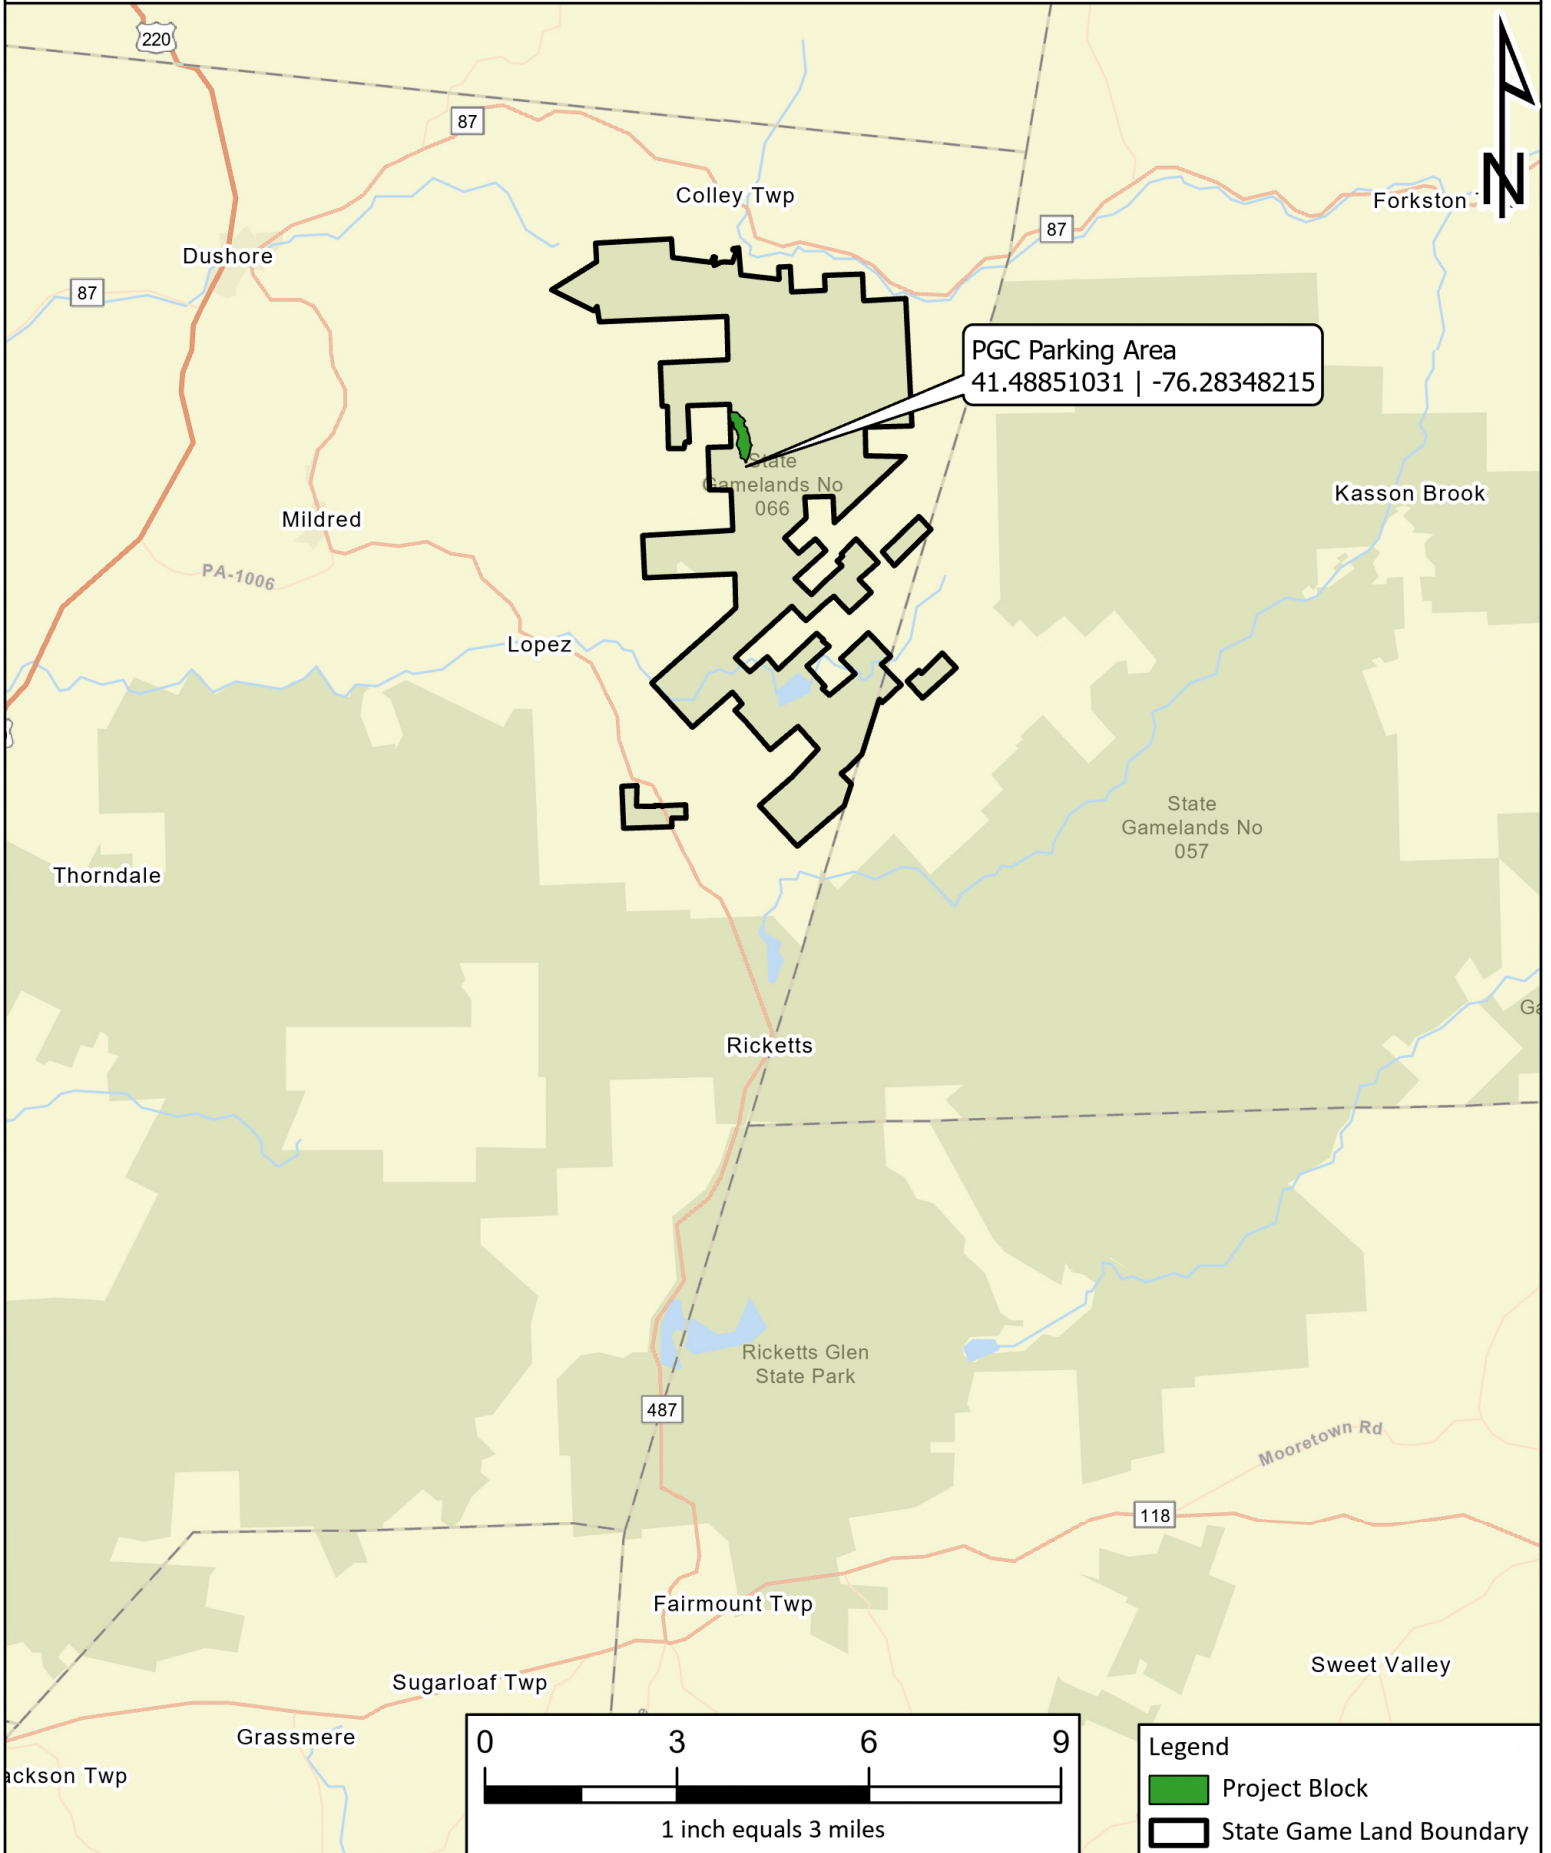 220
87
Colley Twp
Forkston
N
87
Dushore
87
PGC Parking Area
41.48851031 | -76.28348215
State
Gamelands No
066
Kasson Brook
Mildred
PA-1006
Lopez
State
Gamelands No
057
Thorndale
Ricketts
Ricketts Glen
State Park
487
Mooretown Rd
118
Fairmount Twp
Sweet Valley
Sugarloaf Twp
Grassmere
ackson Twp
0 3 6 9
1 inch equals 3 miles
Legend
Project Block
State Game Land Boundary